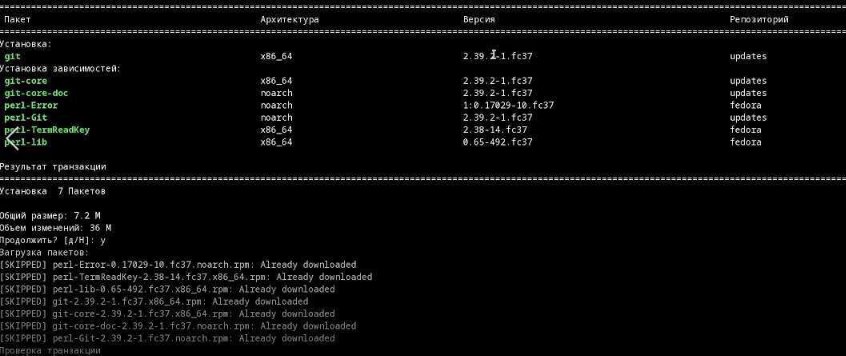 Пакет Архитектура Версия Репозиторий
Установка:
git x86_64 2.39.2-1.fc37 updates
Установка зависимостей:
git-core x86_64 2.39.2-1.fc37 updates
git-core-doc noarch 2.39.2-1.fc37 updates
perl-Error noarch 1:0.17029-10.fc37 fedora
perl-Git noarch 2.39.2-1.fc37 updates
perl-TermReadKey x86_64 2.38-14.fc37 fedora
perl-lib x86_64 0.65-492.fc37 fedora
Результат транзакции
Установка 7 Пакетов
Общий размер: 7.2 M
Объем изменений: 36 M
Продолжить? [д/Н]: y
Загрузка пакетов:
[SKIPPED] perl-Error-0.17029-10.fc37.noarch.rpm: Already downloaded
[SKIPPED] perl-TermReadKey-2.38-14.fc37.x86_64.rpm: Already downloaded
[SKIPPED] perl-lib-0.65-492.fc37.x86_64.rpm: Already downloaded
[SKIPPED] git-2.39.2-1.fc37.x86_64.rpm: Already downloaded
[SKIPPED] git-core-2.39.2-1.fc37.x86_64.rpm: Already downloaded
[SKIPPED] git-core-doc-2.39.2-1.fc37.noarch.rpm: Already downloaded
[SKIPPED] perl-Git-2.39.2-1.fc37.noarch.rpm: Already downloaded
Проверка транзакции